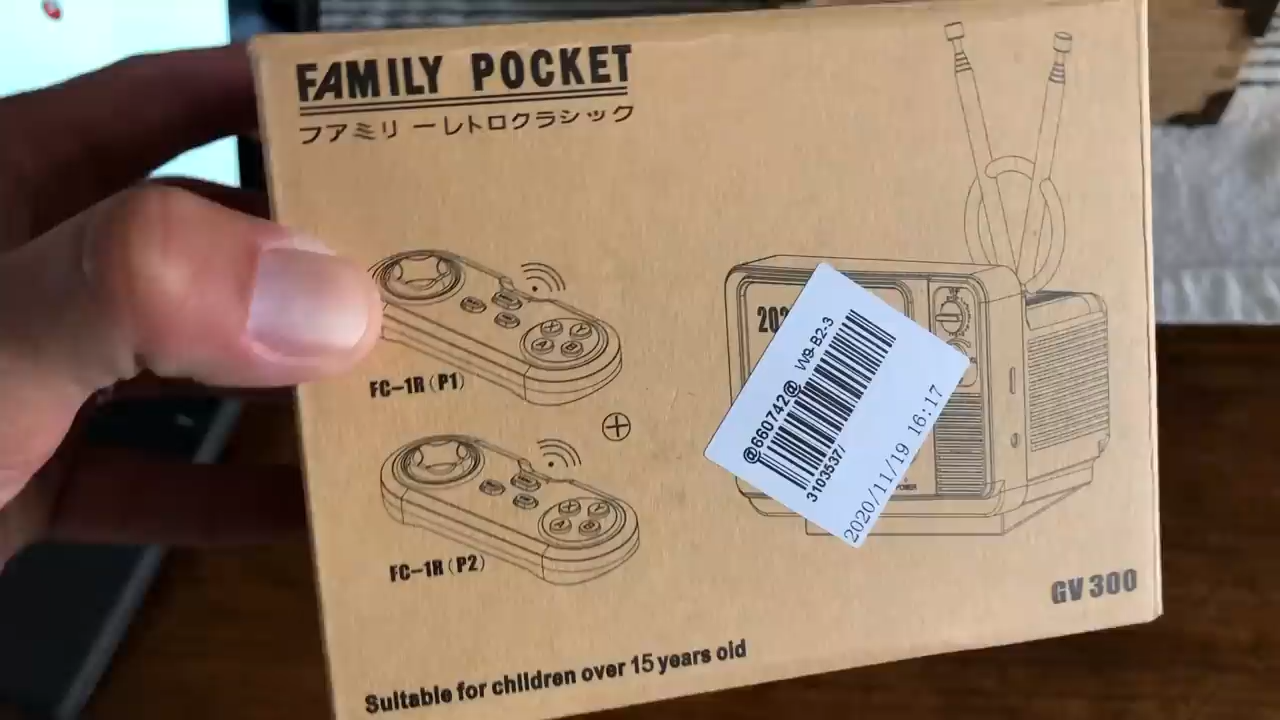 FAMILY POCKET
フアミリーレトロクラシック
FC-1R (P1)
FC-1R (P2)
X Y
A B
X Y
A B
@660742@ W9-B2-3
3103537/
2020/11/19 16:17
POWER
GV 300
Suitable for children over 15 years old